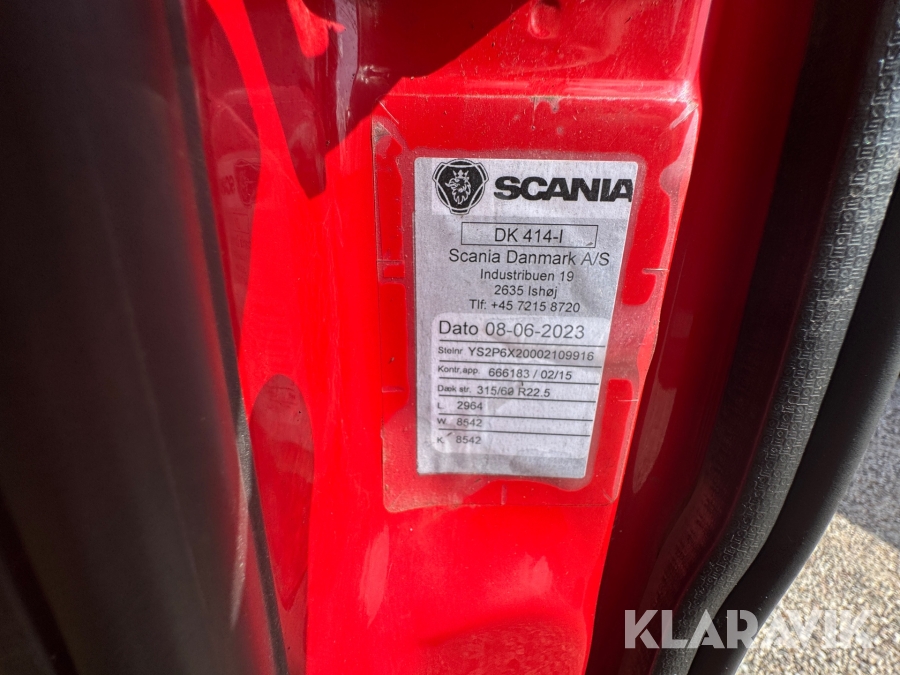 SCANIA
DK 414-I
Scania Danmark A/S
Industribuen 19
2635 Ishøj
Tlf: +45 7215 8720
Dato 08-06-2023
Stelnr YS2P6X20002109916
Kontr.app. 666183 / 02/15
Dæk str. 315/60 R22.5
L 2964
W 8542
K 8542
KLARAVIK